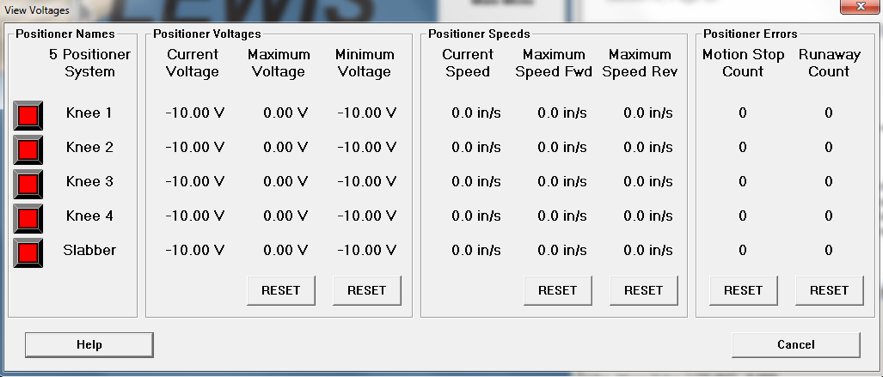 LEWIS
View Voltages
Positioner Names
Positioner Voltages
Positioner Speeds
Positioner Errors
5 Positioner System
Current Voltage
Maximum Voltage
Minimum Voltage
Current Speed
Maximum Speed Fwd
Maximum Speed Rev
Motion Stop Count
Runaway Count
Knee 1 -10.00 V 0.00 V -10.00 V 0.0 in/s 0.0 in/s 0.0 in/s 0 0
Knee 2 -10.00 V 0.00 V -10.00 V 0.0 in/s 0.0 in/s 0.0 in/s 0 0
Knee 3 -10.00 V 0.00 V -10.00 V 0.0 in/s 0.0 in/s 0.0 in/s 0 0
Knee 4 -10.00 V 0.00 V -10.00 V 0.0 in/s 0.0 in/s 0.0 in/s 0 0
Slabber -10.00 V 0.00 V -10.00 V 0.0 in/s 0.0 in/s 0.0 in/s 0 0
RESET RESET RESET RESET RESET RESET
Help Cancel